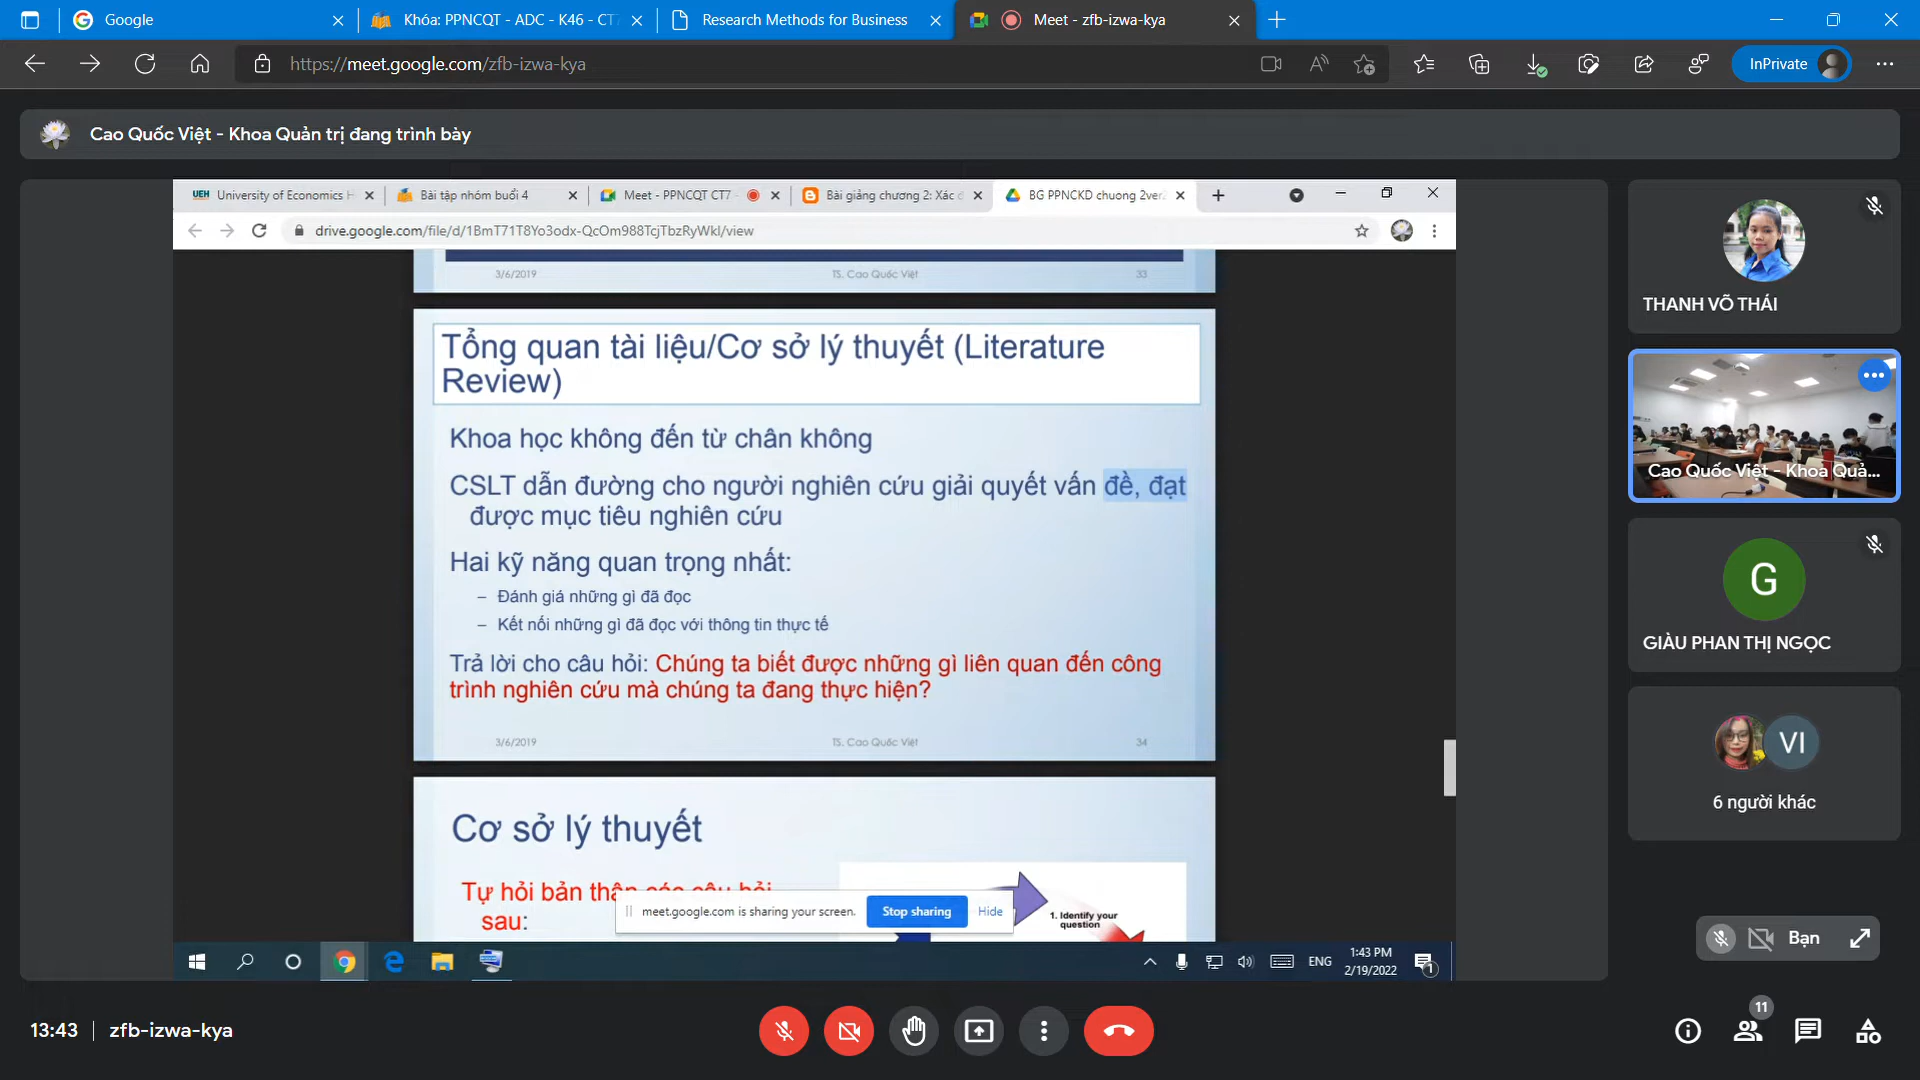 Google
Khóa: PPNCQT - ADC - K46 - CT7
Research Methods for Business
Meet - zfb-izwa-kya
https://meet.google.com/zfb-izwa-kya
InPrivate
Cao Quốc Việt - Khoa Quản trị đang trình bày
UEH University of Economics H
Bài tập nhóm buổi 4
Meet - PPNCQT CT7 -
Bài giảng chương 2: Xác đ
BG PPNCKD chuong 2ver2
drive.google.com/file/d/1BmT71T8Yo3odx-QcOm988TcjTbzRyWkI/view
3/6/2019
TS. Cao Quốc Việt
33
Tổng quan tài liệu/Cơ sở lý thuyết (Literature
Review)
Khoa học không đến từ chân không
CSLT dẫn đường cho người nghiên cứu giải quyết vấn đề, đạt
được mục tiêu nghiên cứu
Hai kỹ năng quan trọng nhất:
– Đánh giá những gì đã đọc
– Kết nối những gì đã đọc với thông tin thực tế
Trả lời cho câu hỏi: Chúng ta biết được những gì liên quan đến công
trình nghiên cứu mà chúng ta đang thực hiện?
3/6/2019
TS. Cao Quốc Việt
34
Cơ sở lý thuyết
Tự hỏi bản thân các câu hỏi
sau:
1. Identify your
question
meet.google.com is sharing your screen.
Stop sharing
Hide
ENG
1:43 PM
2/19/2022
1
THANH VÕ THÁI
Cao Quốc Việt - Khoa Quả...
G
GIÀU PHAN THỊ NGỌC
VI
6 người khác
Bạn
13:43
zfb-izwa-kya
11